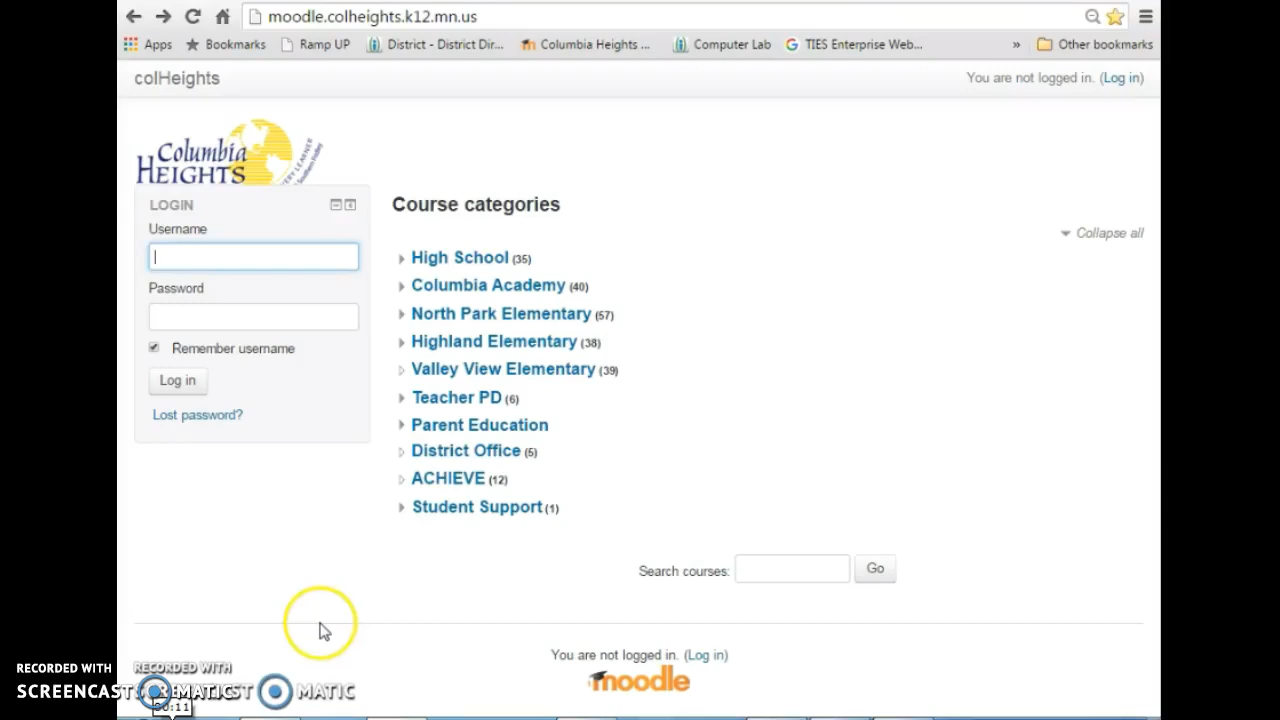 moodle.colheights.k12.mn.us
Apps Bookmarks Ramp UP District - District Dir... Columbia Heights ... Computer Lab TIES Enterprise Web... » Other bookmarks
colHeights You are not logged in. (Log in)
Columbia
HEIGHTS
LOGIN
Username
Password
Remember username
Log in
Lost password?
Course categories
Collapse all
High School (35)
Columbia Academy (40)
North Park Elementary (57)
Highland Elementary (38)
Valley View Elementary (39)
Teacher PD (6)
Parent Education
District Office (5)
ACHIEVE (12)
Student Support (1)
Search courses: Go
You are not logged in. (Log in)
moodle
RECORDED WITH
SCREENCAST MATIC
RECORDED WITH
MATIC